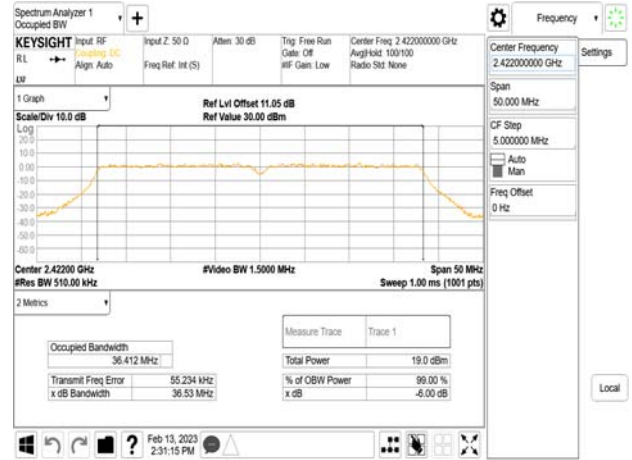 Spectrum Analyzer 1
Occupied BW
Frequency
KEYSIGHT
RL
Input: RF
Coupling: DC
Align: Auto
Input Z: 50 Ω
Freq Ref: Int (S)
Atten: 30 dB
Trig: Free Run
Gate: Off
#IF Gain: Low
Center Freq: 2.422000000 GHz
Avg|Hold: 100/100
Radio Std: None
Center Frequency
2.422000000 GHz
Settings
Span
50.000 MHz
CF Step
5.000000 MHz
Auto
Man
Freq Offset
0 Hz
1 Graph
Scale/Div 10.0 dB
Ref Lvl Offset 11.05 dB
Ref Value 30.00 dBm
Log
20.0
10.0
0.00
-10.0
-20.0
-30.0
-40.0
-50.0
-60.0
Center 2.42200 GHz
#Res BW 510.00 kHz
#Video BW 1.5000 MHz
Span 50 MHz
Sweep 1.00 ms (1001 pts)
2 Metrics
Measure Trace Trace 1
Occupied Bandwidth
36.412 MHz
Total Power 19.0 dBm
Transmit Freq Error 55.234 kHz
% of OBW Power 99.00 %
x dB Bandwidth 36.53 MHz
x dB -6.00 dB
Local
Feb 13, 2023
2:31:15 PM